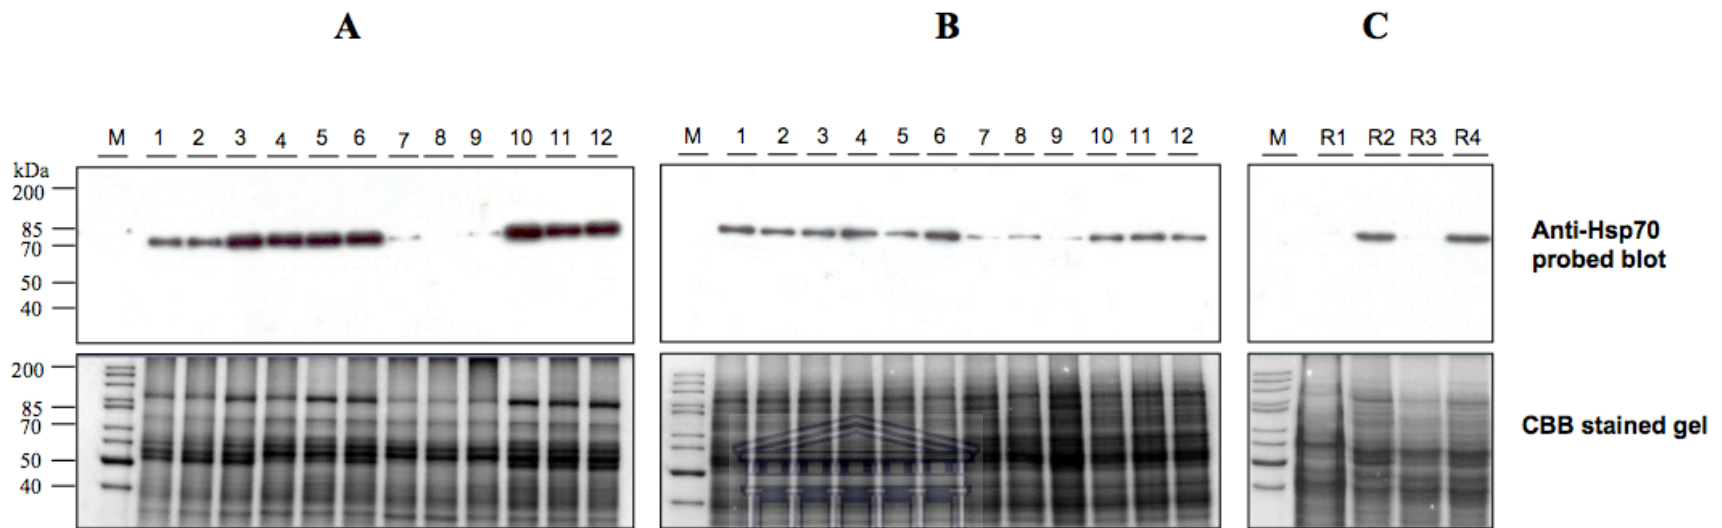 A B C
M 1 2 3 4 5 6 7 8 9 10 11 12 M 1 2 3 4 5 6 7 8 9 10 11 12 M R1 R2 R3 R4
kDa
200
85
70
50
40
Anti-Hsp70
probed blot
200
85
70
50
40
CBB stained gel